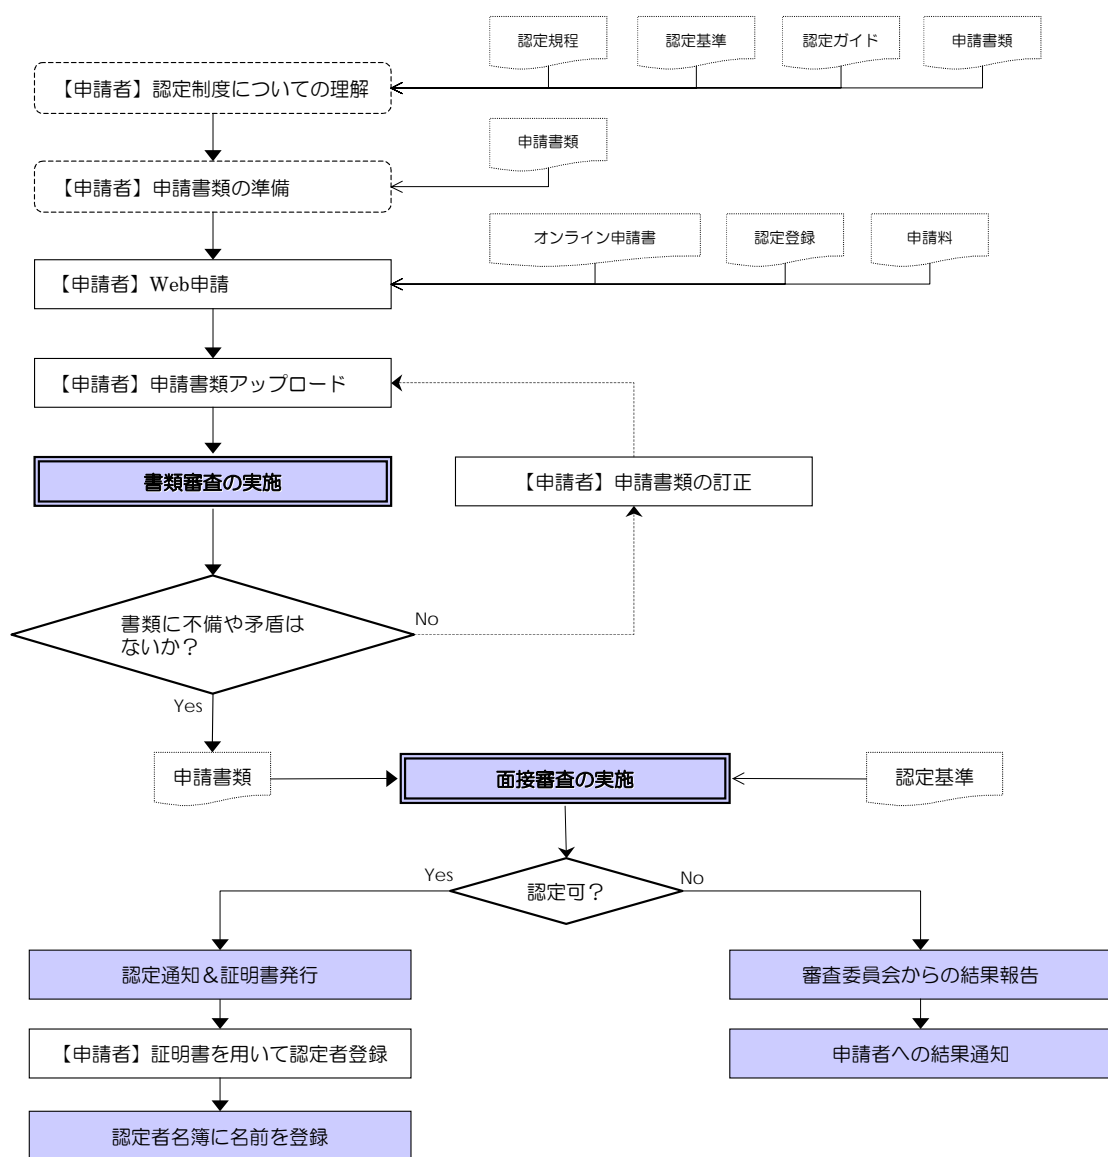 認定規程
認定基準
認定ガイド
申請書類
【申請者】認定制度についての理解
申請書類
【申請者】申請書類の準備
オンライン申請書
認定登録
申請料
【申請者】Web申請
【申請者】申請書類アップロード
書類審査の実施
【申請者】申請書類の訂正
書類に不備や矛盾は
ないか?
No
Yes
申請書類
面接審査の実施
認定基準
Yes
認定可?
No
認定通知&証明書発行
審査委員会からの結果報告
【申請者】証明書を用いて認定者登録
申請者への結果通知
認定者名簿に名前を登録